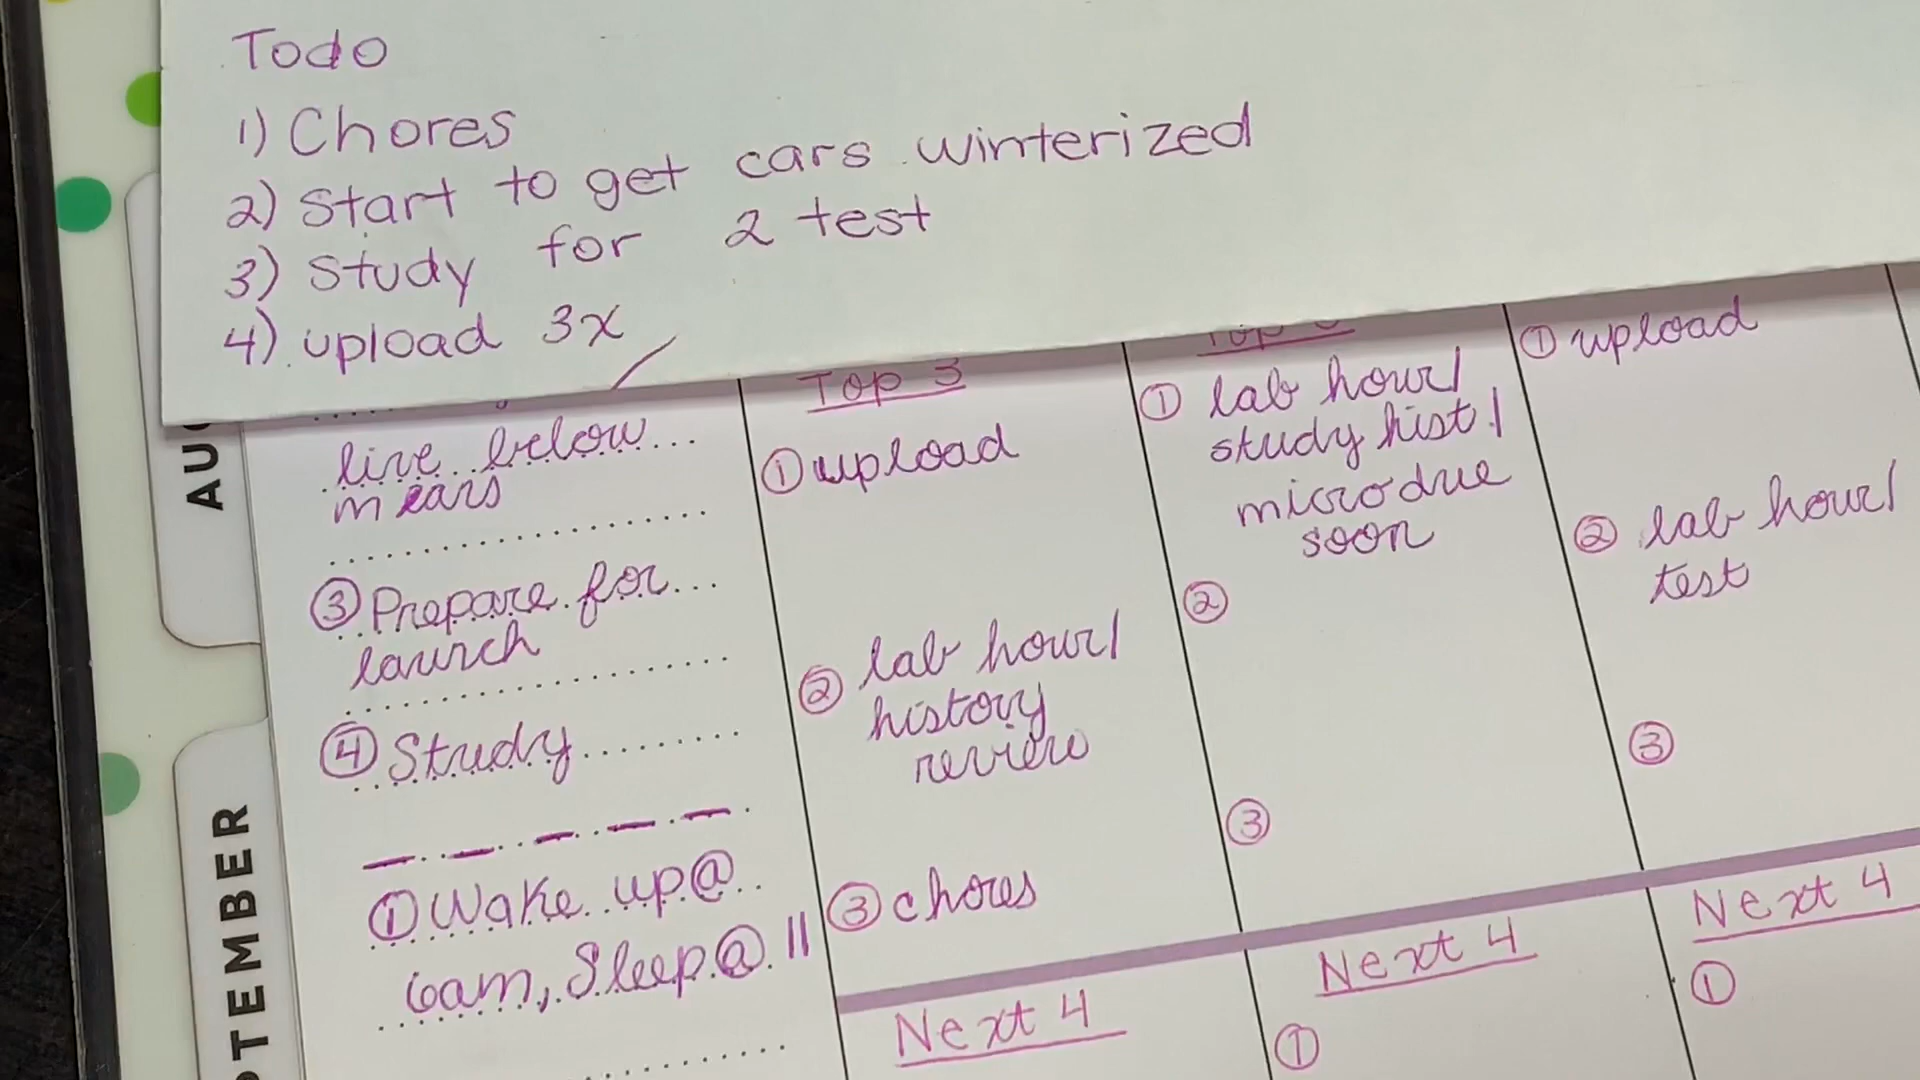 Todo
1) Chores
2) Start to get cars winterized
3) Study for 2 test
4) upload 3x
live below
means
③ Prepare for
launch
④ Study
① Wake up @
6am, Sleep @ 11
Top 3
① upload
② lab hour/
history
review
③ chores
Next 4
Top
① lab hour/
study hist/
micro due
soon
②
③
Next 4
①
① upload
② lab hour/
test
③
Next 4
①
AUG
PTEMBER